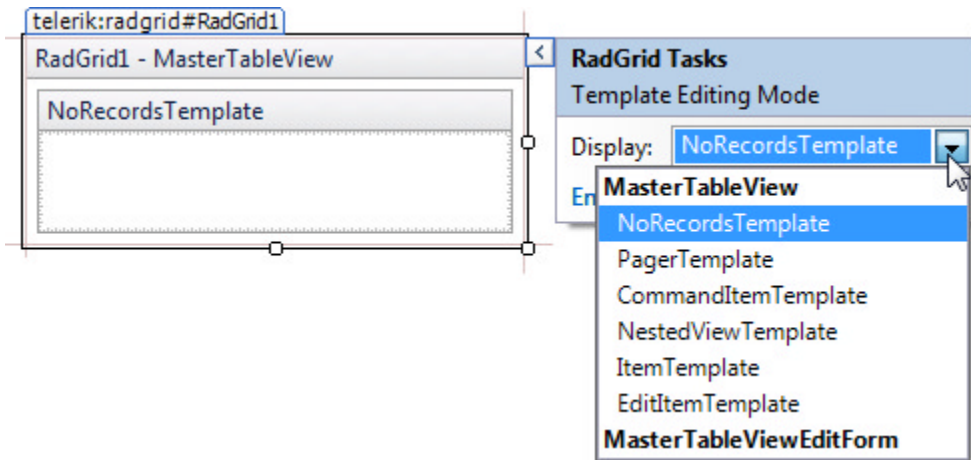 telerik:radgrid#RadGrid1
RadGrid1 - MasterTableView
NoRecordsTemplate
RadGrid Tasks
Template Editing Mode
Display: NoRecordsTemplate
MasterTableView
NoRecordsTemplate
PagerTemplate
CommandItemTemplate
NestedViewTemplate
ItemTemplate
EditItemTemplate
MasterTableViewEditForm